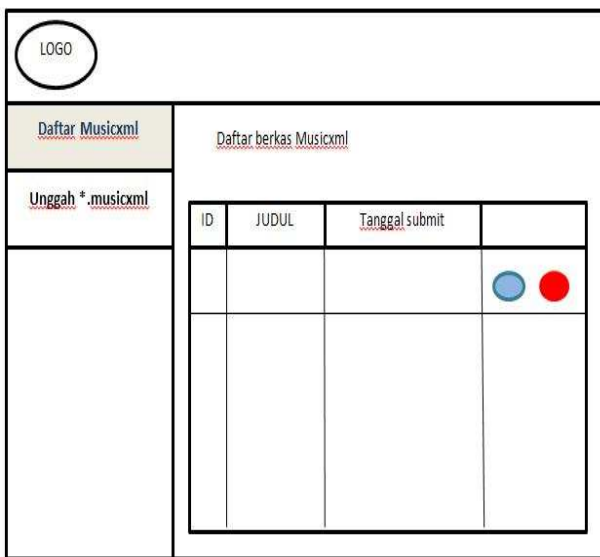 LOGO
Daftar Musicxml
Daftar berkas Musicxml
Unggah *.musicxml
ID JUDUL Tanggal submit